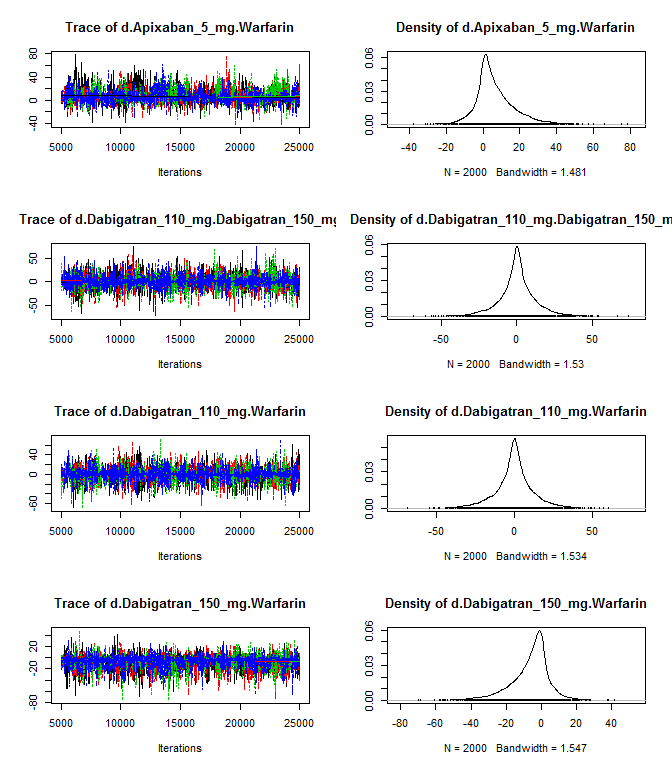 Trace of d.Apixaban_5_mg.Warfarin
80
40
0
-40
5000 10000 15000 20000 25000
Iterations
Density of d.Apixaban_5_mg.Warfarin
0.06
0.03
0.00
-40 -20 0 20 40 60 80
N = 2000 Bandwidth = 1.481
Trace of d.Dabigatran_110_mg.Dabigatran_150_mg
50
0
-50
5000 10000 15000 20000 25000
Iterations
Density of d.Dabigatran_110_mg.Dabigatran_150_m
0.06
0.03
0.00
-50 0 50
N = 2000 Bandwidth = 1.53
Trace of d.Dabigatran_110_mg.Warfarin
40
0
-60
5000 10000 15000 20000 25000
Iterations
Density of d.Dabigatran_110_mg.Warfarin
0.03
0.00
-50 0 50
N = 2000 Bandwidth = 1.534
Trace of d.Dabigatran_150_mg.Warfarin
20
-20
-80
5000 10000 15000 20000 25000
Iterations
Density of d.Dabigatran_150_mg.Warfarin
0.06
0.03
0.00
-80 -60 -40 -20 0 20 40
N = 2000 Bandwidth = 1.547